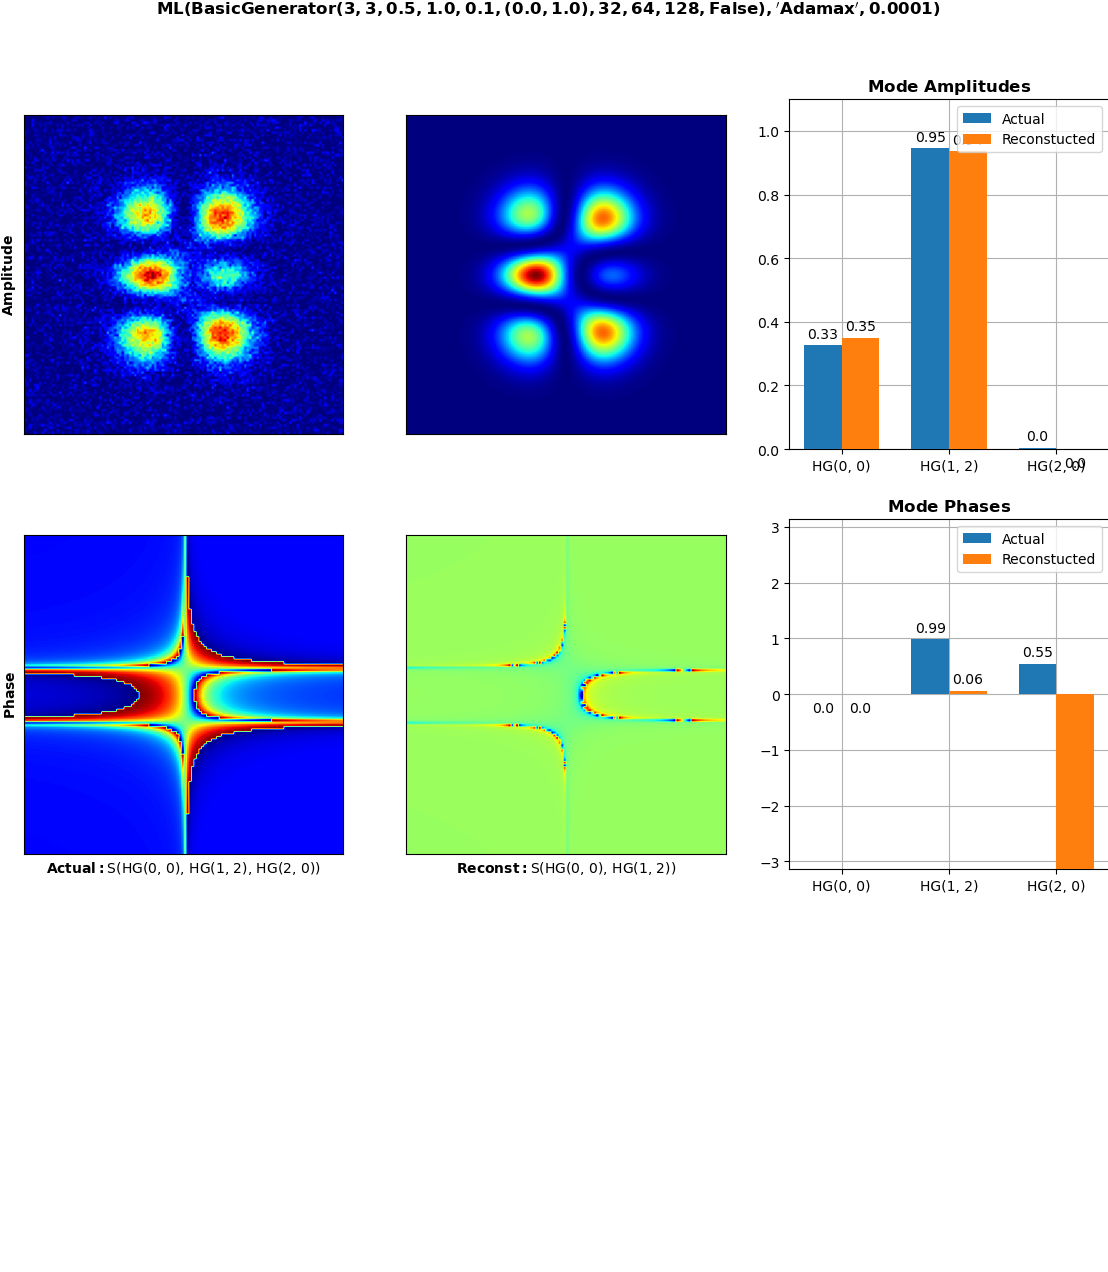 ML(BasicGenerator(3, 3, 0.5, 1.0, 0.1, (0.0, 1.0), 32, 64, 128, False), ′Adamax′, 0.0001)
Amplitude
Mode Amplitudes
Actual
Reconstucted
1.0
0.8
0.6
0.4
0.2
0.0
0.33
0.35
0.95
0.0
0.0
HG(0, 0)
HG(1, 2)
HG(2, 0)
Phase
Actual: S(HG(0, 0), HG(1, 2), HG(2, 0))
Reconst: S(HG(0, 0), HG(1, 2))
Mode Phases
Actual
Reconstucted
3
2
1
0
−1
−2
−3
0.0
0.0
0.99
0.06
0.55
HG(0, 0)
HG(1, 2)
HG(2, 0)